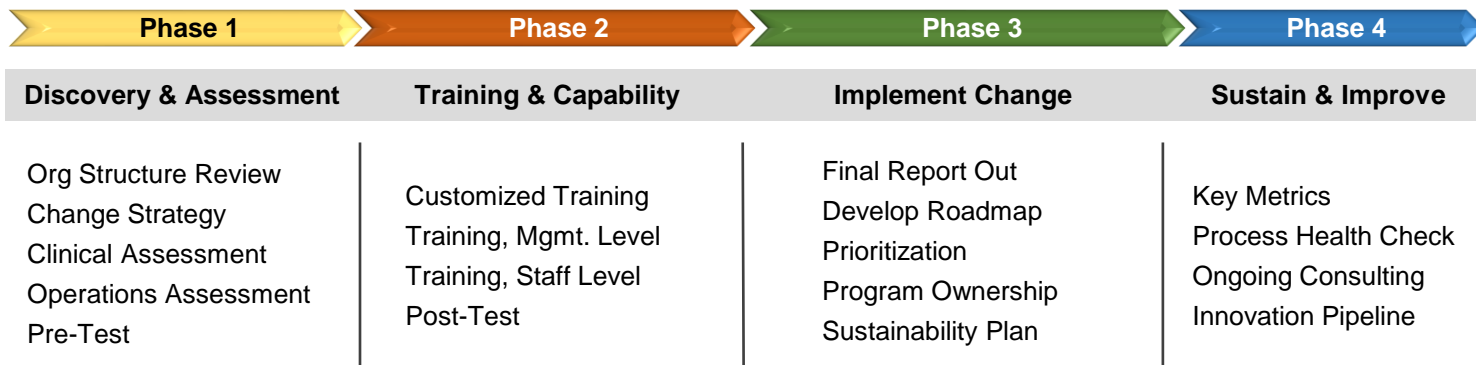 Phase 1
Phase 2
Phase 3
Phase 4
Discovery & Assessment
Training & Capability
Implement Change
Sustain & Improve
Org Structure Review
Change Strategy
Clinical Assessment
Operations Assessment
Pre-Test
Customized Training
Training, Mgmt. Level
Training, Staff Level
Post-Test
Final Report Out
Develop Roadmap
Prioritization
Program Ownership
Sustainability Plan
Key Metrics
Process Health Check
Ongoing Consulting
Innovation Pipeline